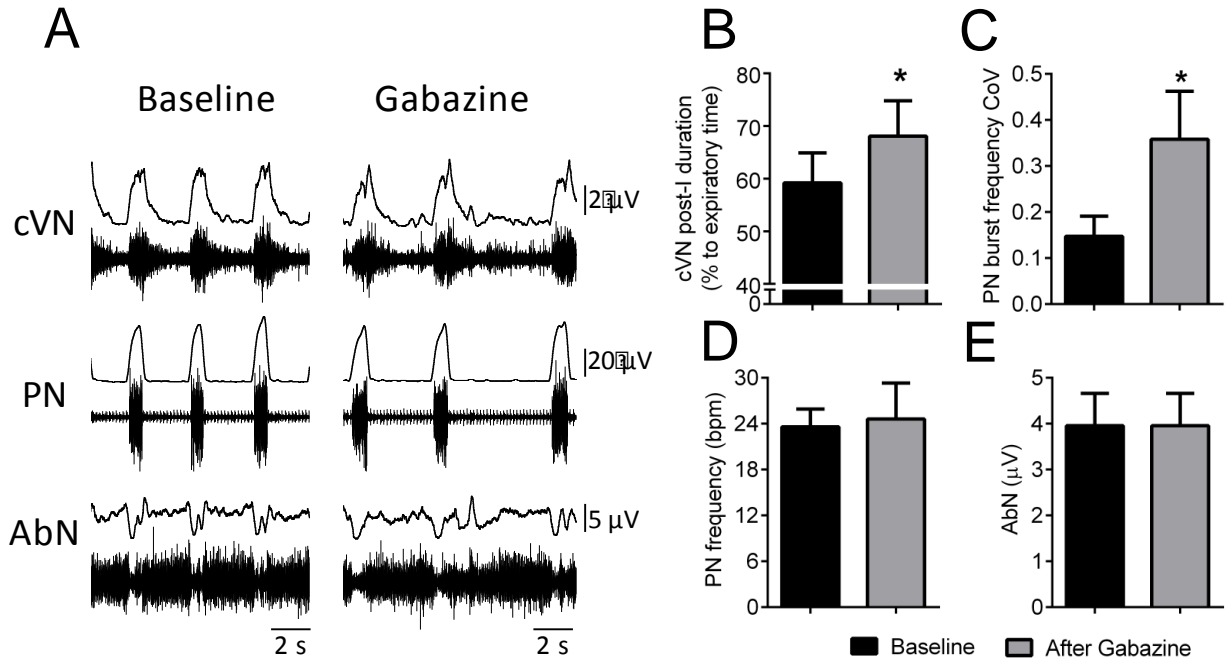 A
Baseline
Gabazine
cVN
2 µV
PN
20 µV
AbN
5 µV
2 s
2 s
B
cVN post-I duration
(% to expiratory time)
80
70
60
50
40
0
*
C
PN burst frequency CoV
0.5
0.4
0.3
0.2
0.1
0.0
*
D
PN frequency (bpm)
30
24
18
12
6
0
E
AbN (µV)
5
4
3
2
1
0
Baseline
After Gabazine